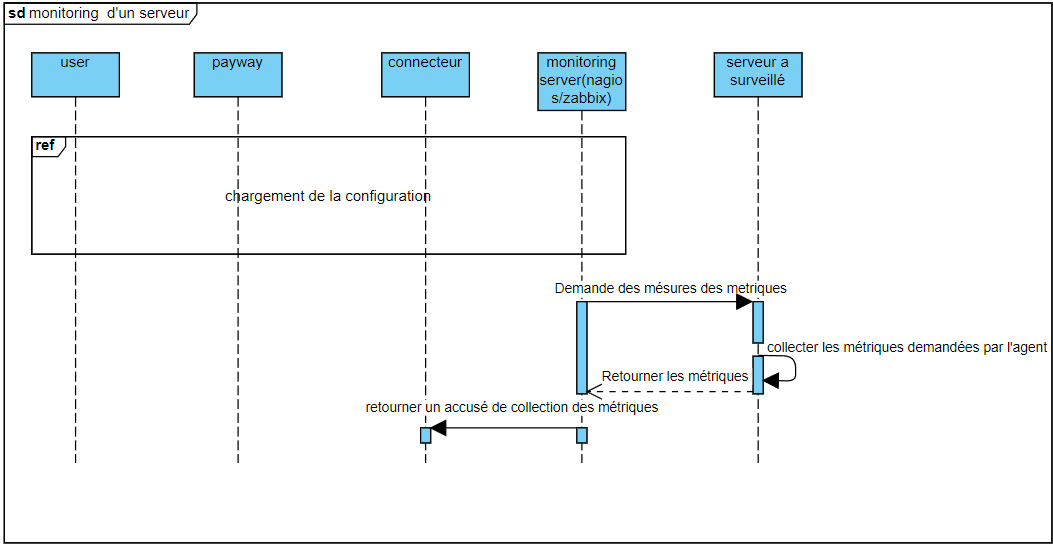 sd monitoring d'un serveur
user
payway
connecteur
monitoring
server(nagio
s/zabbix)
serveur a
surveillé
ref
chargement de la configuration
Demande des mésures des metriques
collecter les métriques demandées par l'agent
Retourner les métriques
retourner un accusé de collection des métriques